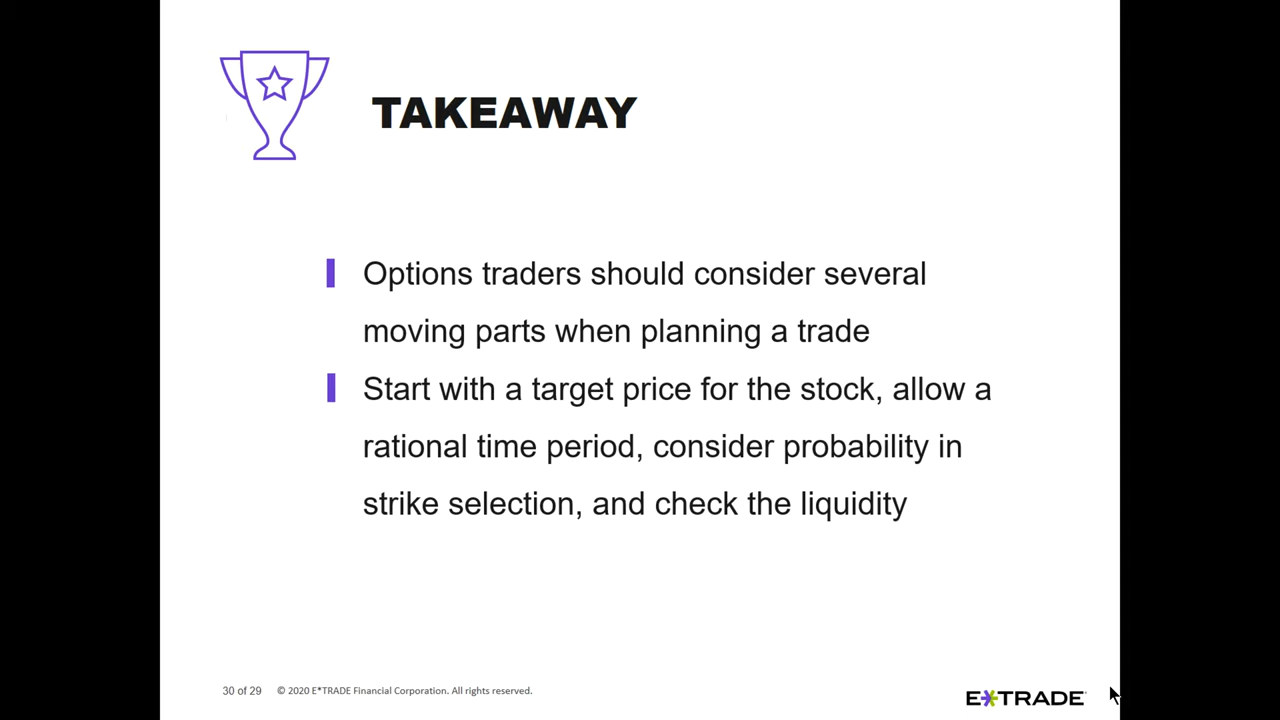 TAKEAWAY
Options traders should consider several
moving parts when planning a trade
Start with a target price for the stock, allow a
rational time period, consider probability in
strike selection, and check the liquidity
30 of 29 © 2020 E*TRADE Financial Corporation. All rights reserved.
E*TRADE